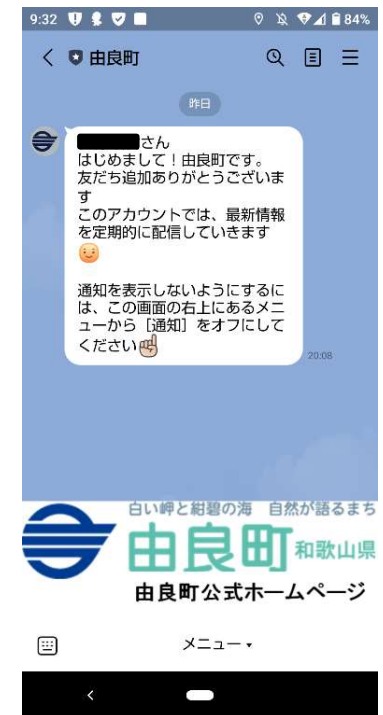 9:32
84%
由良町
昨日
さん
はじめまして！由良町です。
友だち追加ありがとうございま
す
このアカウントでは、最新情報
を定期的に配信していきます
通知を表示しないようにするに
は、この画面の右上にあるメニ
ューから［通知］をオフにして
ください
20:08
白い岬と紺碧の海　自然が語るまち
由良町和歌山県
由良町公式ホームページ
メニュー